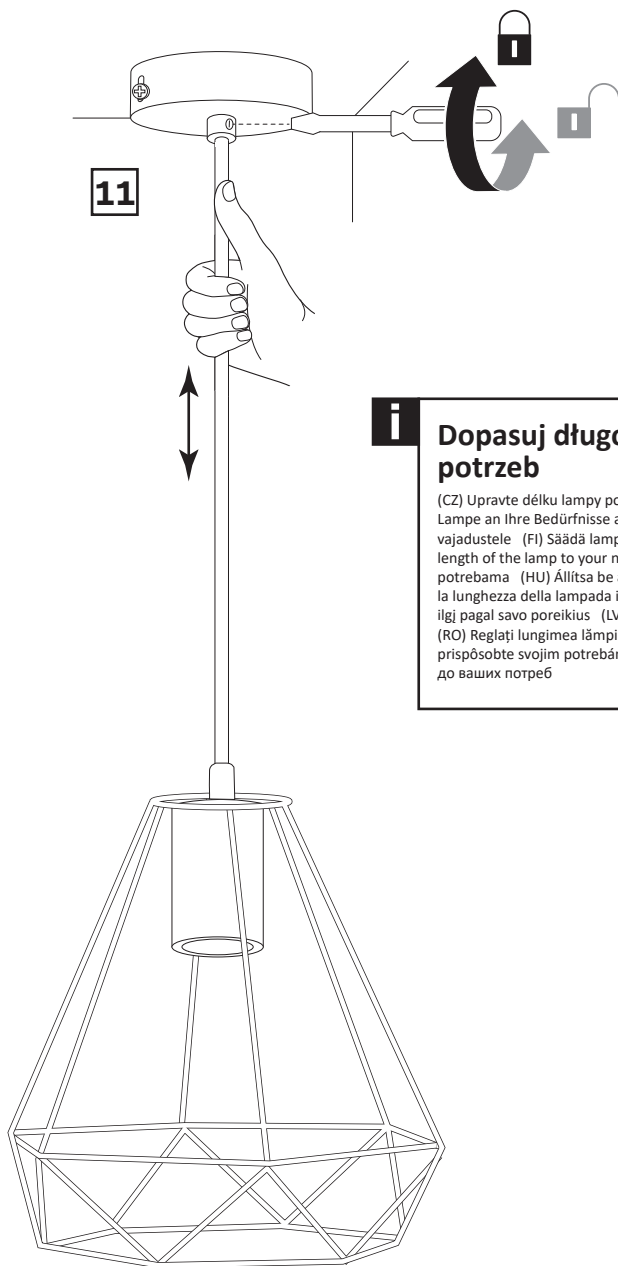 11
i
Dopasuj długo
potrzeb
(CZ) Upravte délku lampy po
Lampe an Ihre Bedürfnisse a
vajadustele (FI) Säädä lamp
length of the lamp to your n
potrebama (HU) Állítsa be a
la lunghezza della lampada i
ilgį pagal savo poreikius (LV
(RO) Reglați lungimea lămpi
prispôsobte svojim potrebár
до ваших потреб